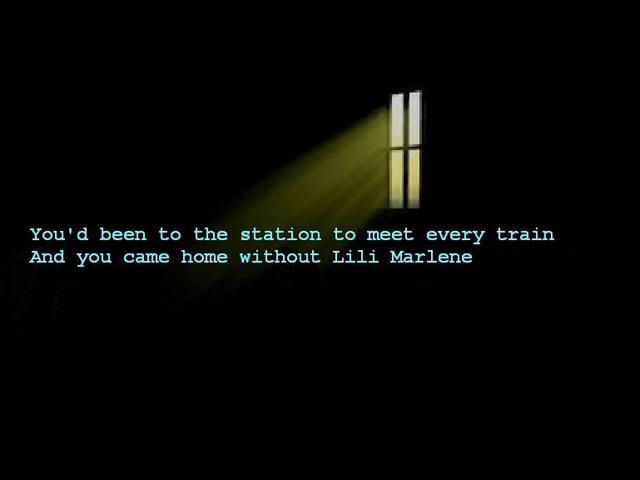 You'd been to the station to meet every train
And you came home without Lili Marlene